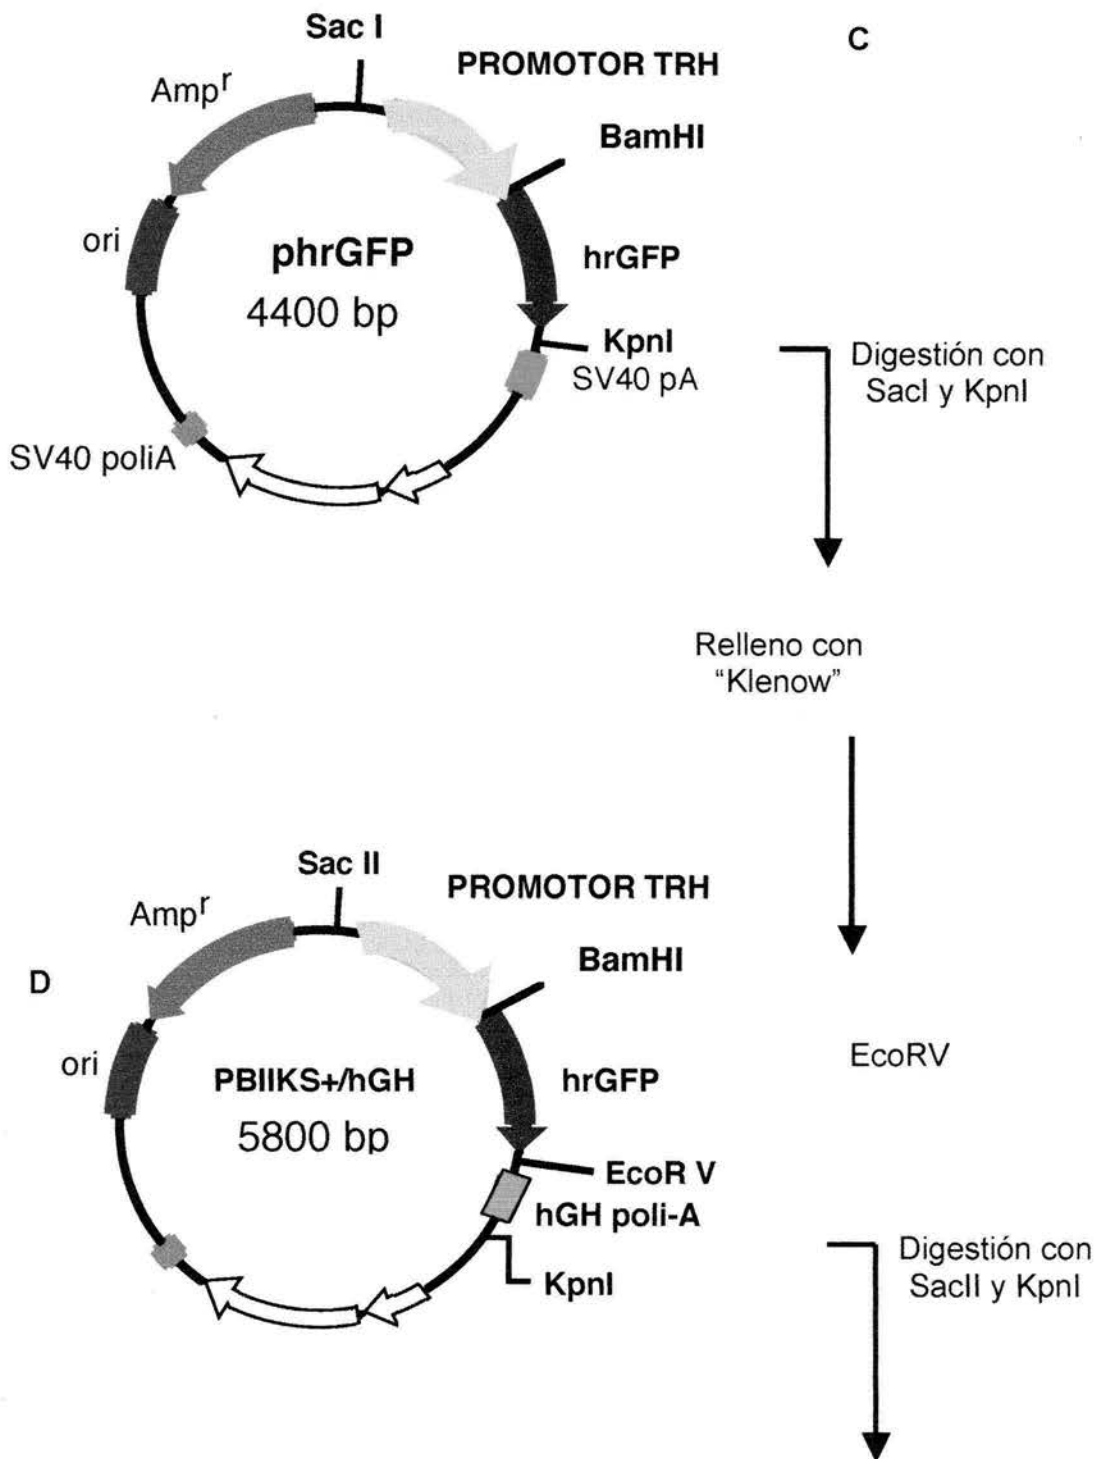 Sac I
C
PROMOTOR TRH
Ampr
BamHI
ori
phrGFP
4400 bp
hrGFP
KpnI
SV40 pA
SV40 poliA
Digestión con
SacI y KpnI
Relleno con
“Klenow”
Sac II
PROMOTOR TRH
Ampr
BamHI
D
ori
PBIIKS+/hGH
5800 bp
hrGFP
EcoRV
EcoR V
hGH poli-A
KpnI
Digestión con
SacII y KpnI